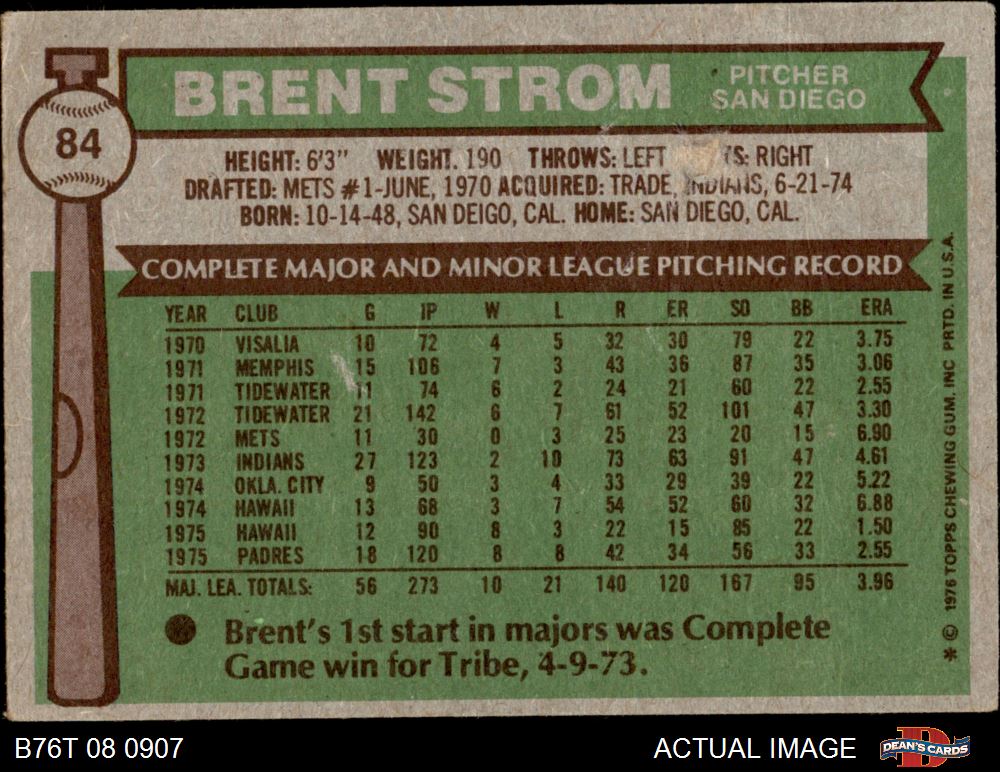 BRENT STROM
PITCHER
SAN DIEGO
84
HEIGHT: 6'3" WEIGHT. 190 THROWS: LEFT TS: RIGHT
DRAFTED: METS #1-JUNE, 1970 ACQUIRED: TRADE, INDIANS, 6-21-74
BORN: 10-14-48, SAN DEIGO, CAL. HOME: SAN DIEGO, CAL.
COMPLETE MAJOR AND MINOR LEAGUE PITCHING RECORD
YEAR CLUB G IP W L R ER SO BB ERA
1970 VISALIA 10 72 4 5 32 30 79 22 3.75
1971 MEMPHIS 15 106 7 3 43 36 87 35 3.06
1971 TIDEWATER 11 74 6 2 24 21 60 22 2.55
1972 TIDEWATER 21 142 6 7 61 52 101 47 3.30
1972 METS 11 30 0 3 25 23 20 15 6.90
1973 INDIANS 27 123 2 10 73 63 91 47 4.61
1974 OKLA. CITY 9 50 3 4 33 29 39 22 5.22
1974 HAWAII 13 68 3 7 54 52 60 32 6.88
1975 HAWAII 12 90 8 3 22 15 85 22 1.50
1975 PADRES 18 120 8 8 42 34 56 33 2.55
MAJ. LEA. TOTALS: 56 273 10 21 140 120 167 95 3.96
Brent's 1st start in majors was Complete
Game win for Tribe, 4-9-73.
* © 1976 TOPPS CHEWING GUM, INC PRTD. IN U.S.A.
B76T 08 0907 ACTUAL IMAGE DEAN'S CARDS